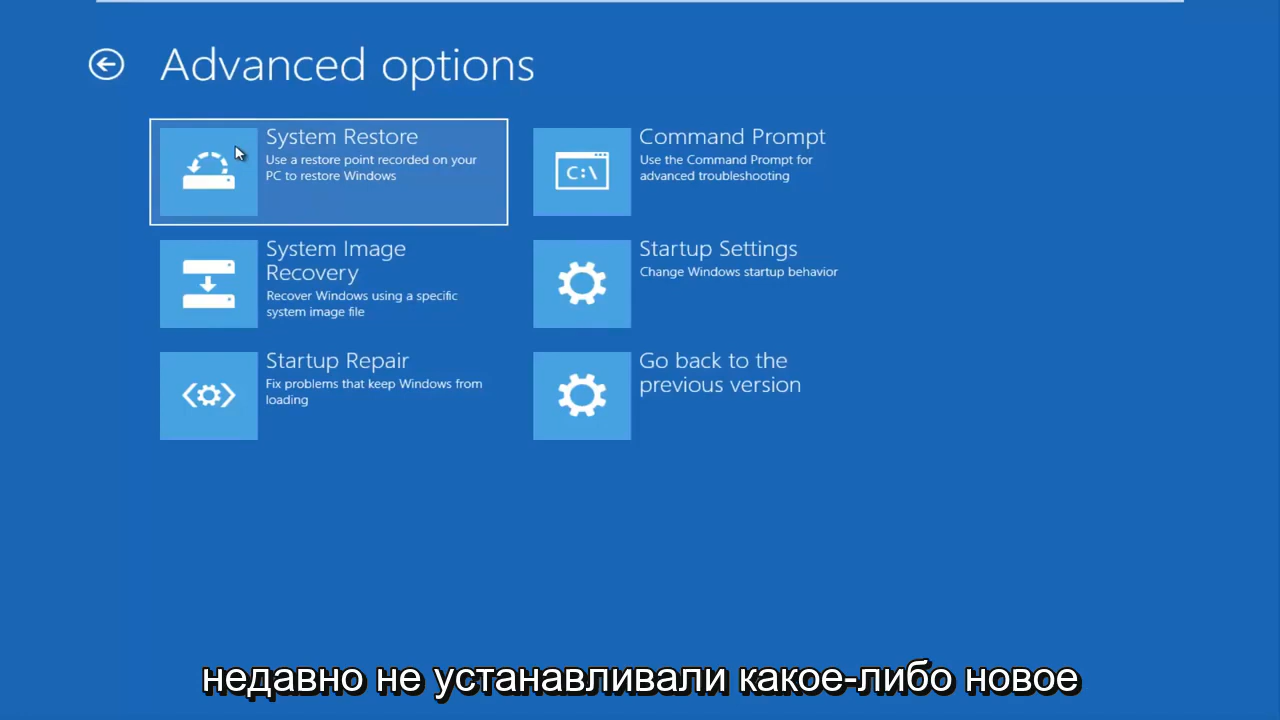 Advanced options
System Restore
Use a restore point recorded on your
PC to restore Windows
Command Prompt
Use the Command Prompt for
advanced troubleshooting
C:\
System Image
Recovery
Recover Windows using a specific
system image file
Startup Settings
Change Windows startup behavior
Startup Repair
Fix problems that keep Windows from
loading
Go back to the
previous version
недавно не устанавливали какое-либо новое